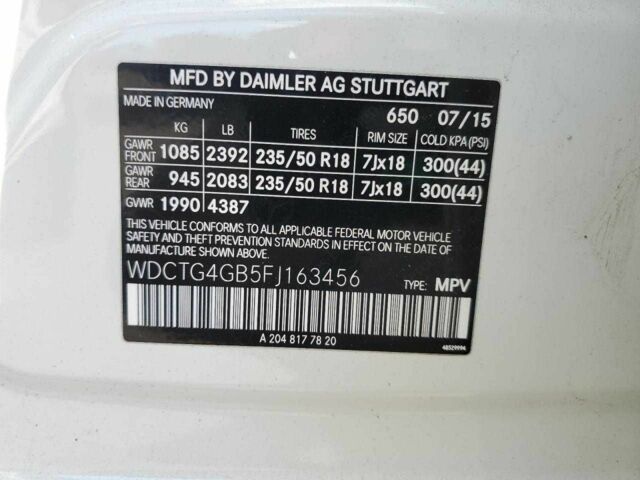 MFD BY DAIMLER AG STUTTGART
MADE IN GERMANY
650 07/15
KG LB TIRES RIM SIZE COLD KPA(PSI)
GAWR FRONT 1085 2392 235/50 R18 7Jx18 300(44)
GAWR REAR 945 2083 235/50 R18 7Jx18 300(44)
GVWR 1990 4387
THIS VEHICLE CONFORMS TO ALL APPLICABLE FEDERAL MOTOR VEHICLE
SAFETY AND THEFT PREVENTION STANDARDS IN
EFFECT ON THE DATE OF MANUFACTURE SHOWN ABOVE.
WDCTG4GB5FJ163456 TYPE: MPV
A 204 817 78 20
48529994